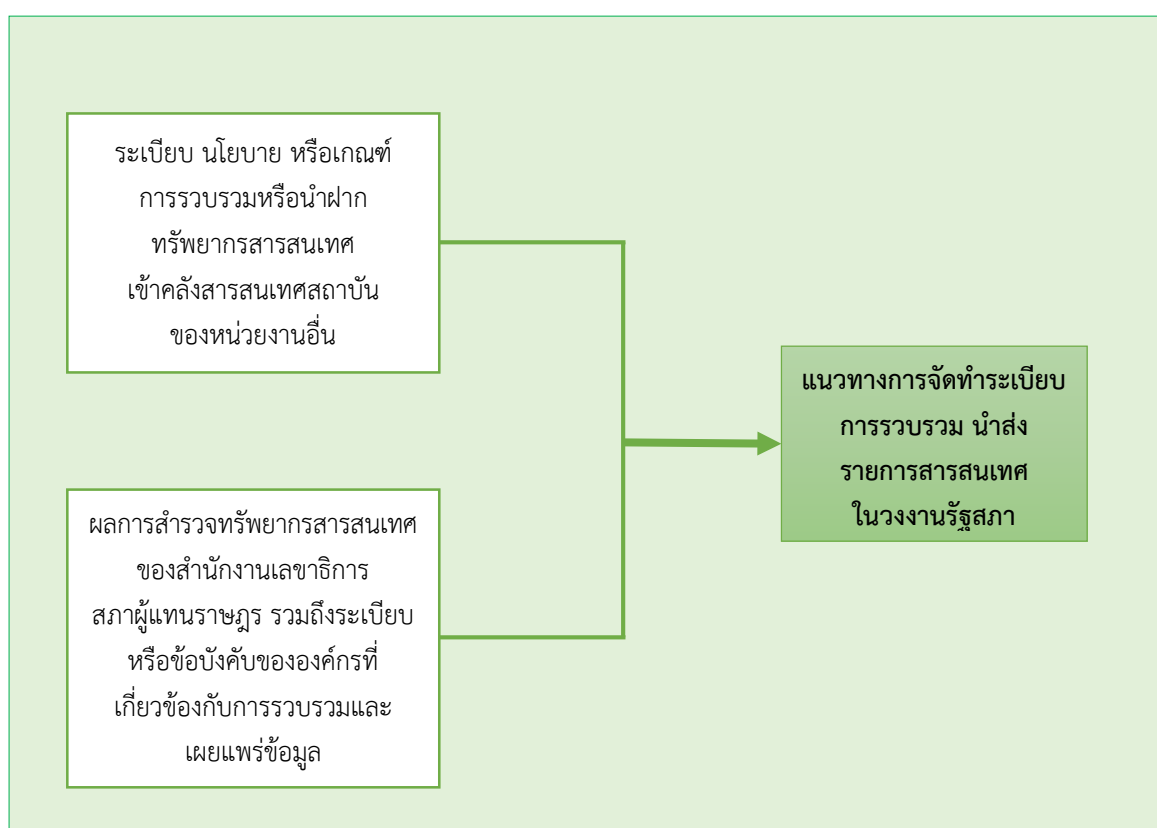 ระเบียบ นโยบาย หรือเกณฑ์
การรวบรวมหรือนำฝาก
ทรัพยากรสารสนเทศ
เข้าคลังสารสนเทศสถาบัน
ของหน่วยงานอื่น
ผลการสำรวจทรัพยากรสารสนเทศ
ของสำนักงานเลขาธิการ
สภาผู้แทนราษฎร รวมถึงระเบียบ
หรือข้อบังคับขององค์กรที่
เกี่ยวข้องกับการรวบรวมและ
เผยแพร่ข้อมูล
แนวทางการจัดทำระเบียบ
การรวบรวม นำส่ง
รายการสารสนเทศ
ในวงงานรัฐสภา